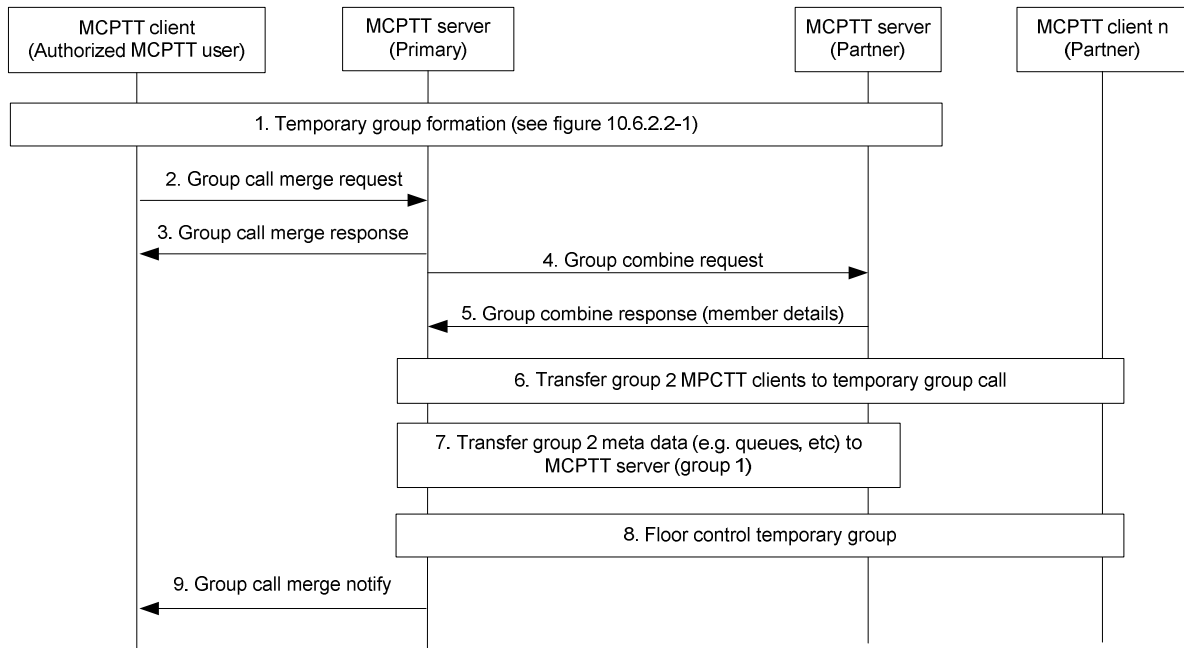 MCPTT client
(Authorized MCPTT user)
MCPTT server
(Primary)
MCPTT server
(Partner)
MCPTT client n
(Partner)
1. Temporary group formation (see figure 10.6.2.2-1)
2. Group call merge request
3. Group call merge response
4. Group combine request
5. Group combine response (member details)
6. Transfer group 2 MPCTT clients to temporary group call
7. Transfer group 2 meta data (e.g. queues, etc) to
MCPTT server (group 1)
8. Floor control temporary group
9. Group call merge notify